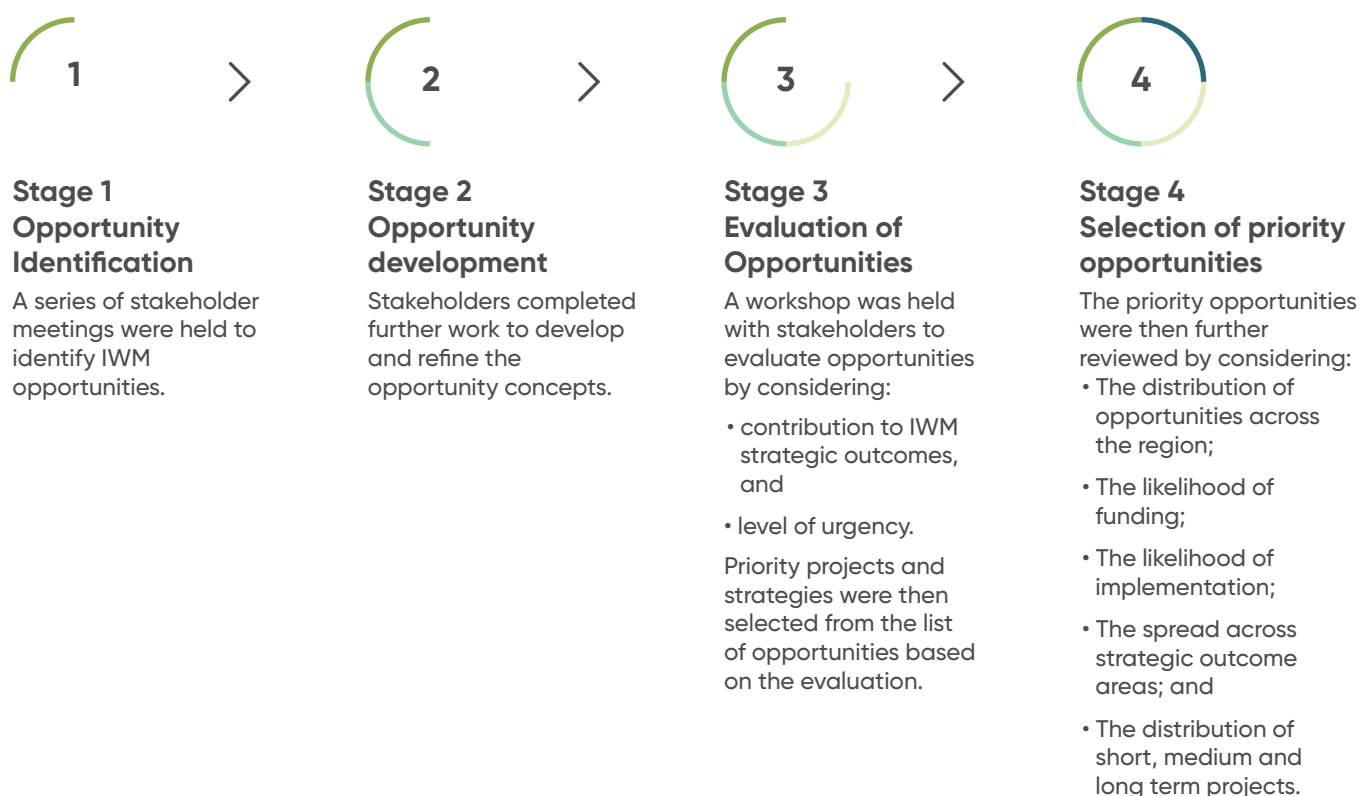 1
2
3
4
Stage 1
Opportunity
Identification
A series of stakeholder
meetings were held to
identify IWM
opportunities.
Stage 2
Opportunity
development
Stakeholders completed
further work to develop
and refine the
opportunity concepts.
Stage 3
Evaluation of
Opportunities
A workshop was held
with stakeholders to
evaluate opportunities
by considering:
• contribution to IWM
strategic outcomes,
and
• level of urgency.
Priority projects and
strategies were then
selected from the list
of opportunities based
on the evaluation.
Stage 4
Selection of priority
opportunities
The priority opportunities
were then further
reviewed by considering:
• The distribution of
opportunities across
the region;
• The likelihood of
funding;
• The likelihood of
implementation;
• The spread across
strategic outcome
areas; and
• The distribution of
short, medium and
long term projects.